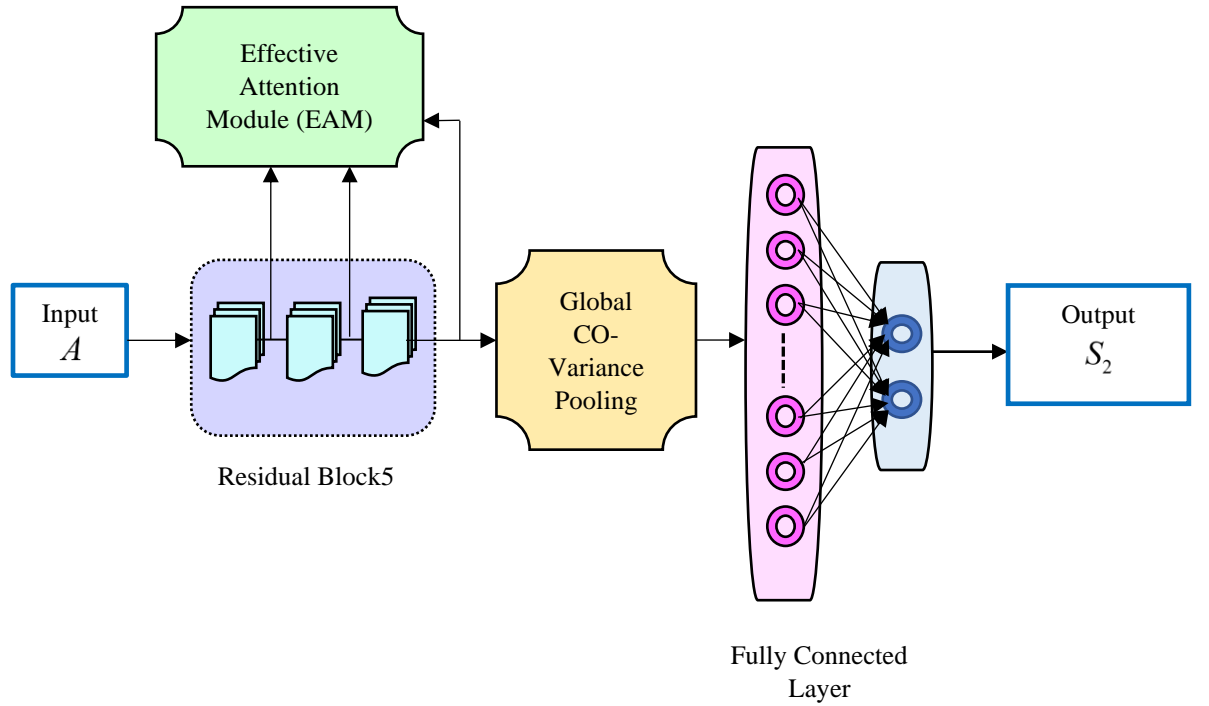 Effective
Attention
Module (EAM)
Input
A
Residual Block5
Global
CO-
Variance
Pooling
Output
S₂
Fully Connected
Layer